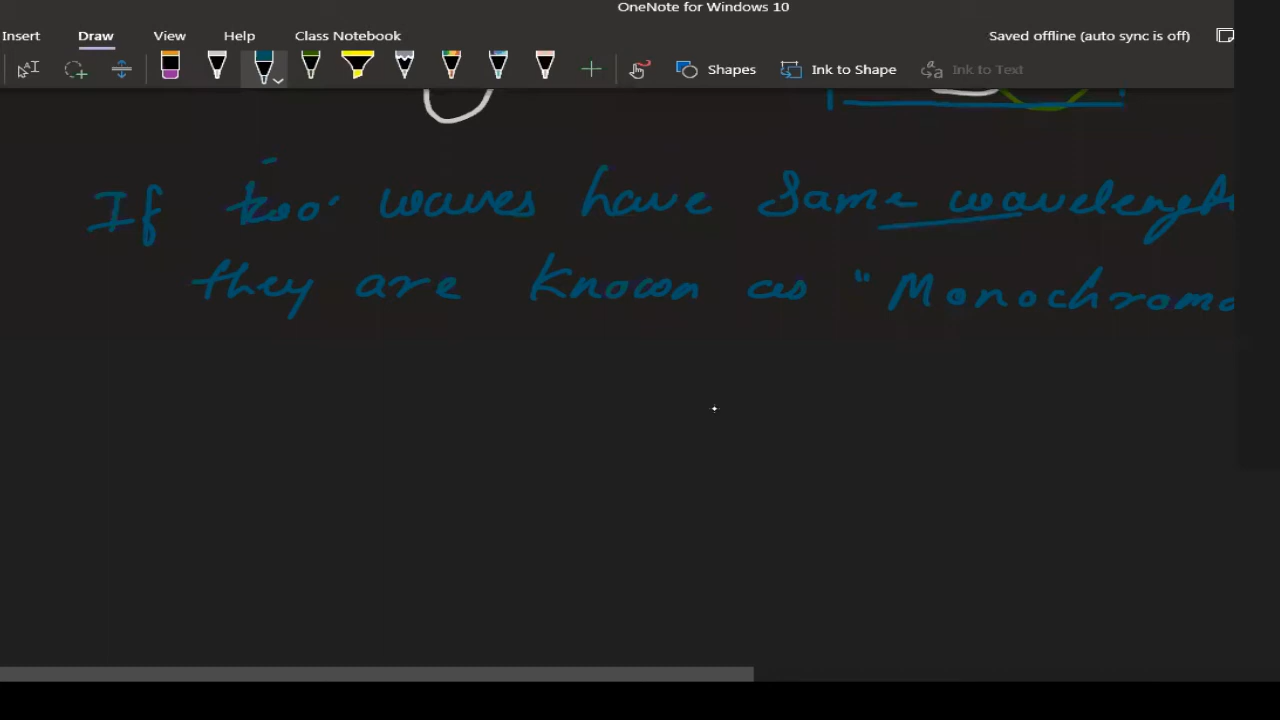 OneNote for Windows 10
Insert Draw View Help Class Notebook Saved offline (auto sync is off)
Shapes Ink to Shape Ink to Text
If two waves have Same wavelength
they are Known as "Monochroma